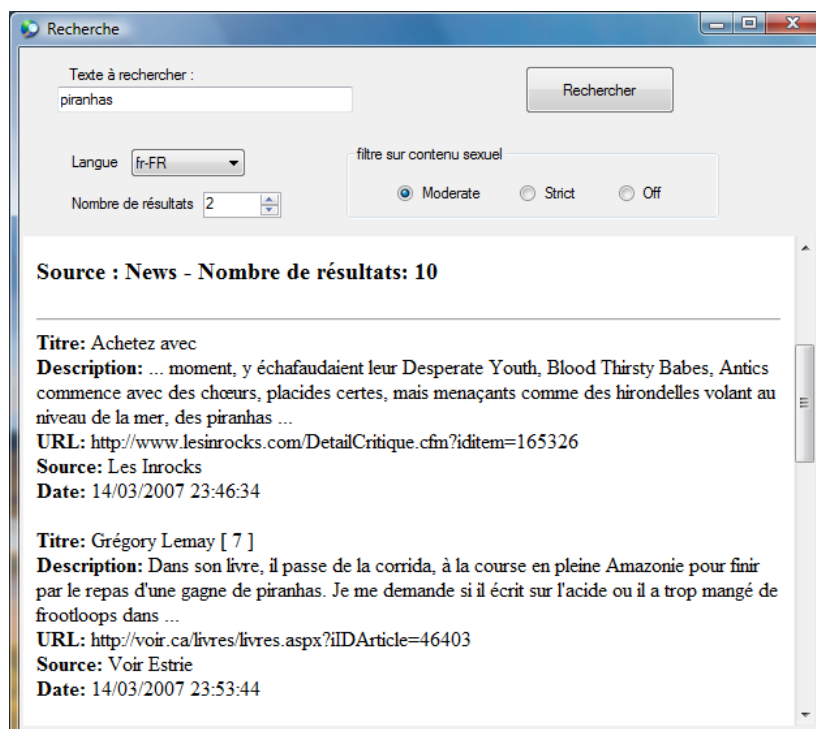 Recherche
Texte à rechercher :
piranhas
Rechercher
Langue fr-FR
filtre sur contenu sexuel
Moderate Strict Off
Nombre de résultats 2
Source : News - Nombre de résultats: 10
Titre: Achetez avec
Description: ... moment, y échafaudaient leur Desperate Youth, Blood Thirsty Babes, Antics
commence avec des chœurs, placides certes, mais menaçants comme des hirondelles volant au
niveau de la mer, des piranhas ...
URL: http://www.lesinrocks.com/DetailCritique.cfm?iditem=165326
Source: Les Inrocks
Date: 14/03/2007 23:46:34
Titre: Grégory Lemay [ 7 ]
Description: Dans son livre, il passe de la corrida, à la course en pleine Amazonie pour finir
par le repas d'une gagne de piranhas. Je me demande si il écrit sur l'acide ou il a trop mangé de
frootloops dans ...
URL: http://voir.ca/livres/livres.aspx?iIDArticle=46403
Source: Voir Estrie
Date: 14/03/2007 23:53:44